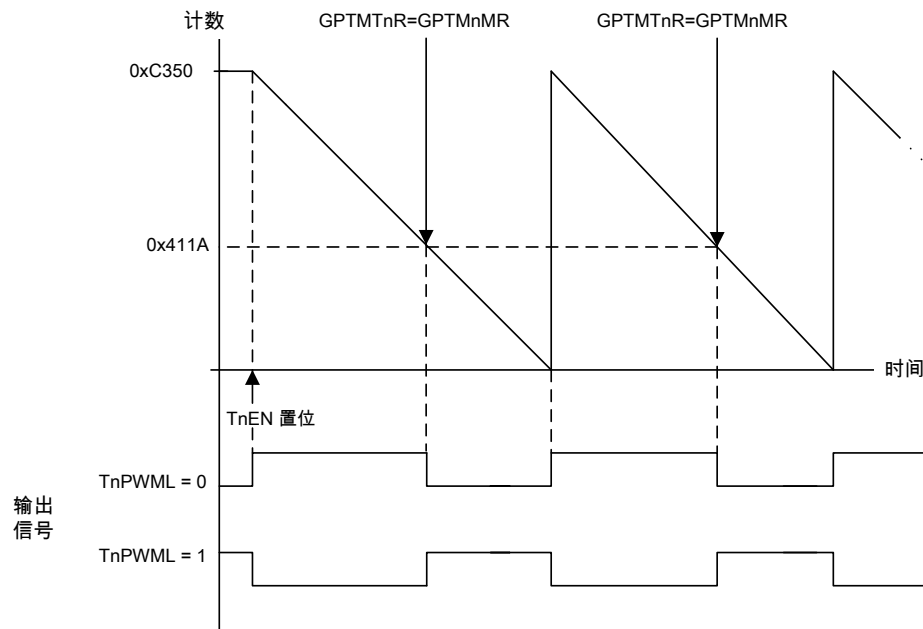 计数
GPTMTnR=GPTMnMR
GPTMTnR=GPTMnMR
0xC350
0x411A
时间
TnEN 置位
TnPWML = 0
输出
信号
TnPWML = 1